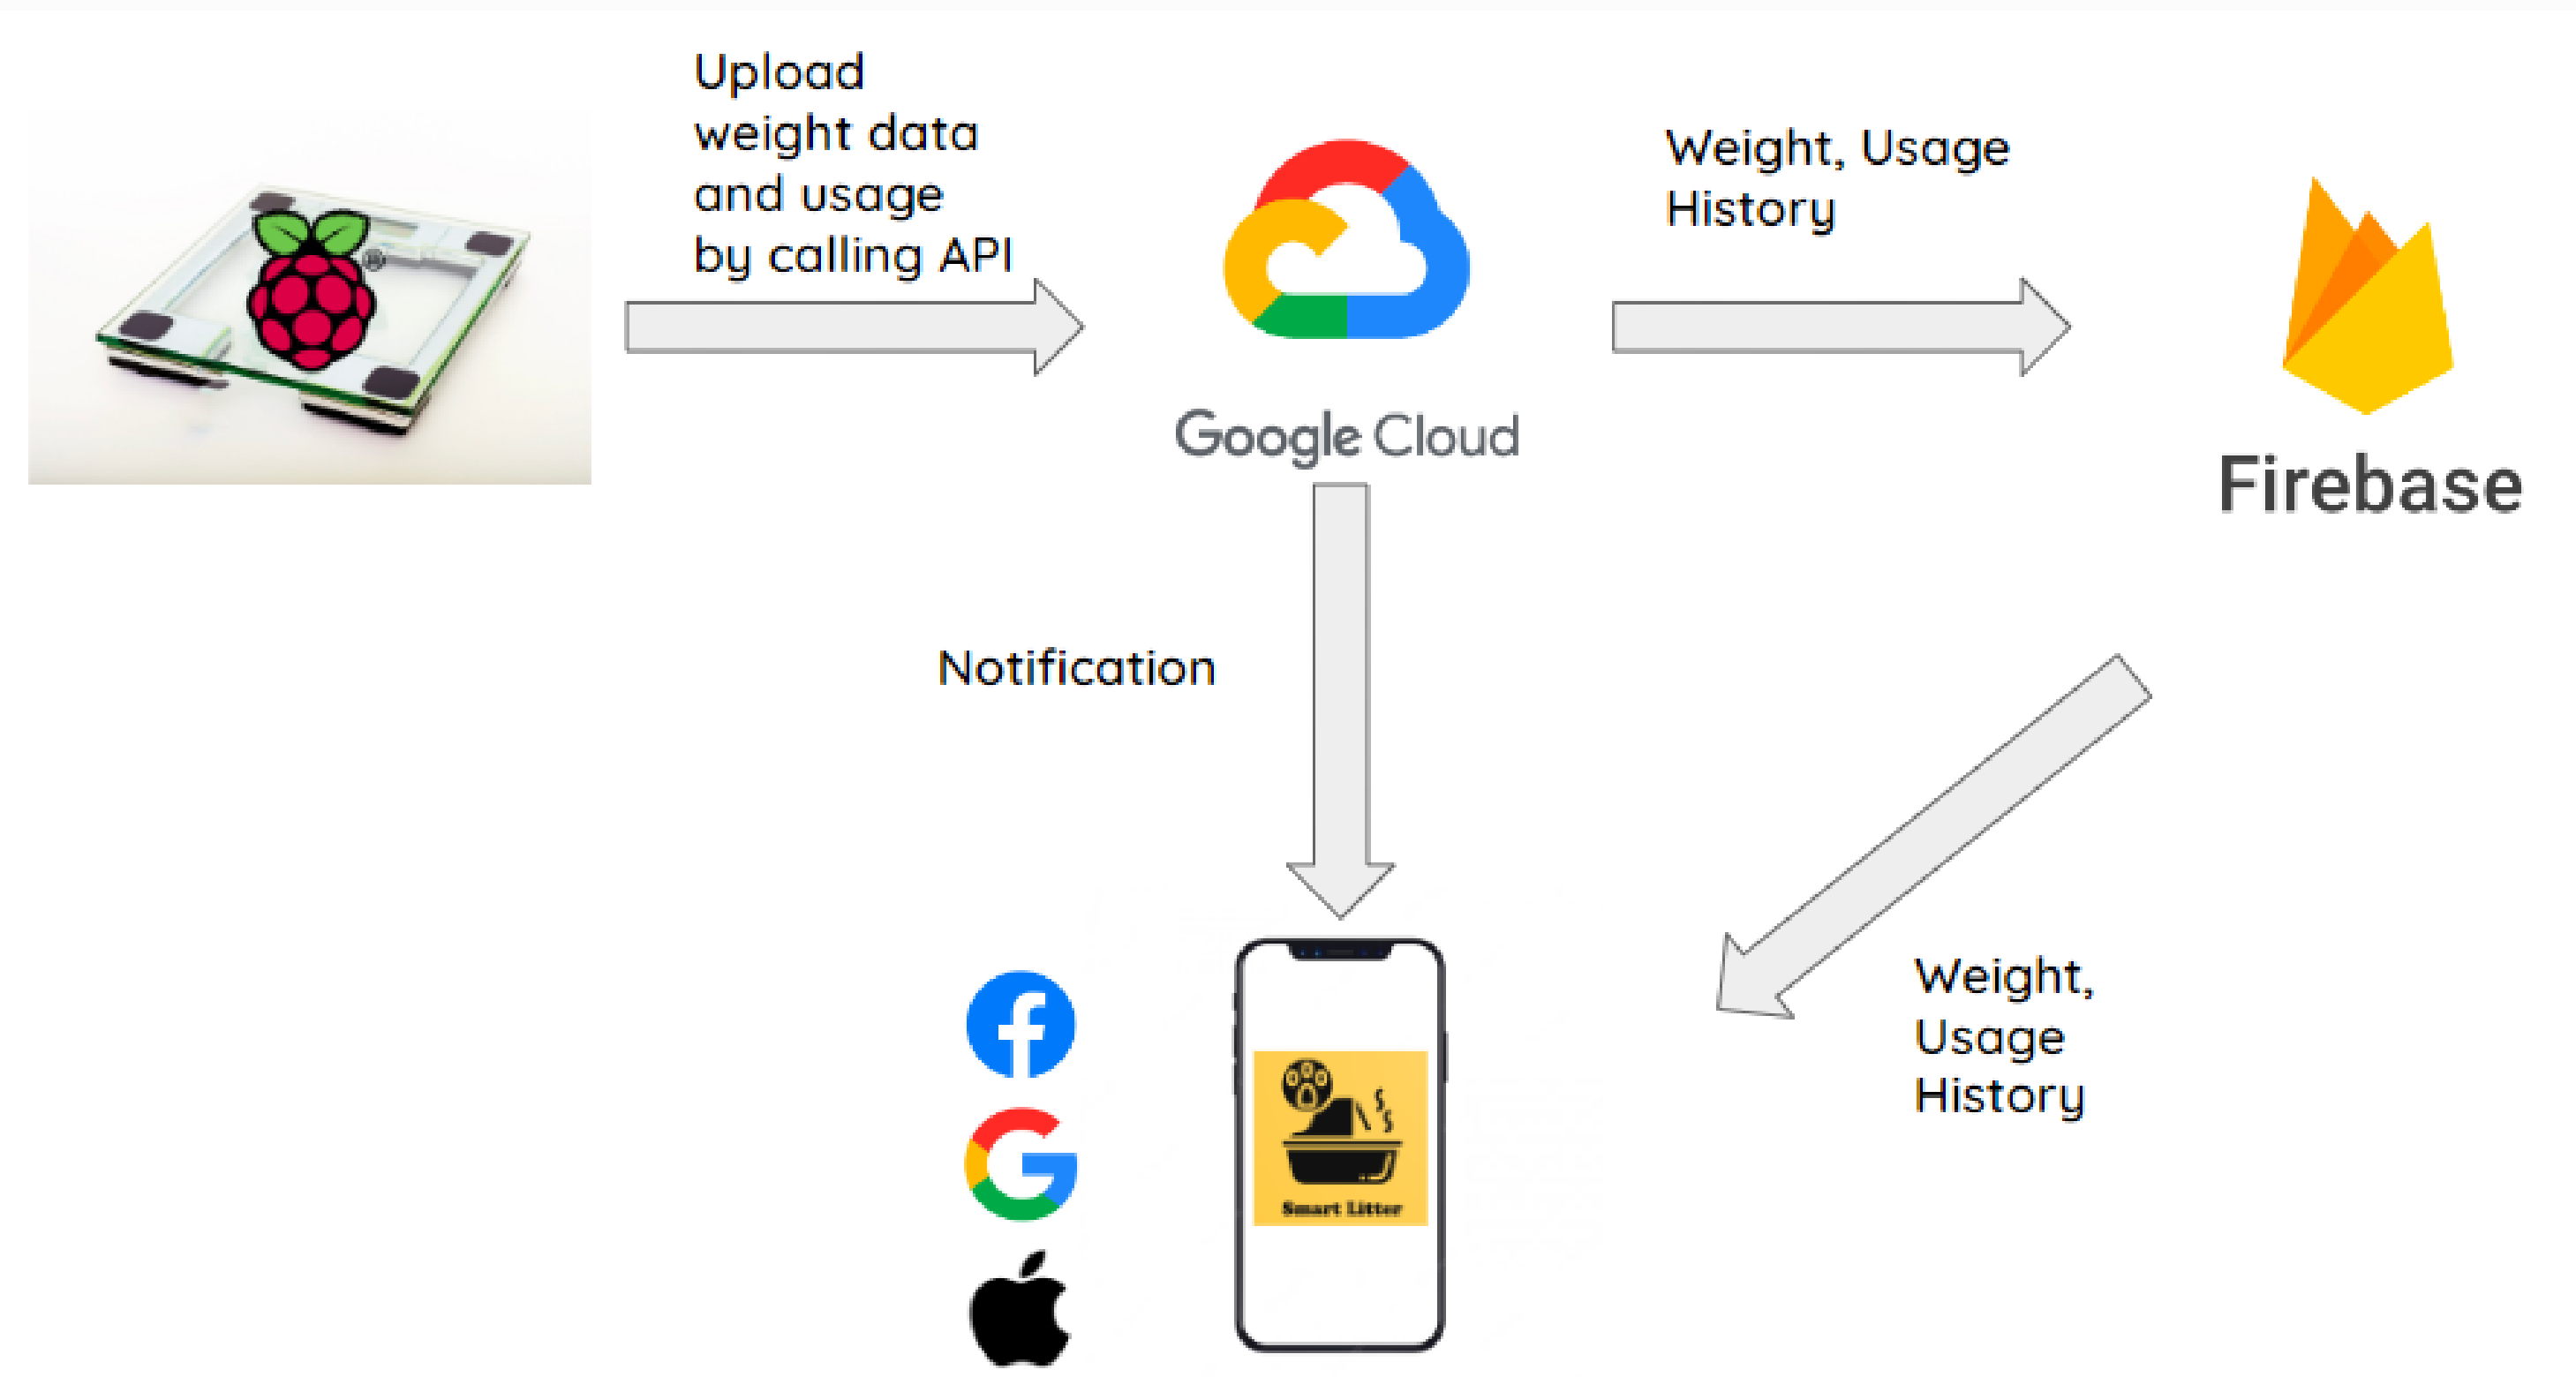 Upload
weight data
and usage
by calling API
®
Weight, Usage
History
Google Cloud
Firebase
Notification
Weight,
Usage
History
Smart Litter